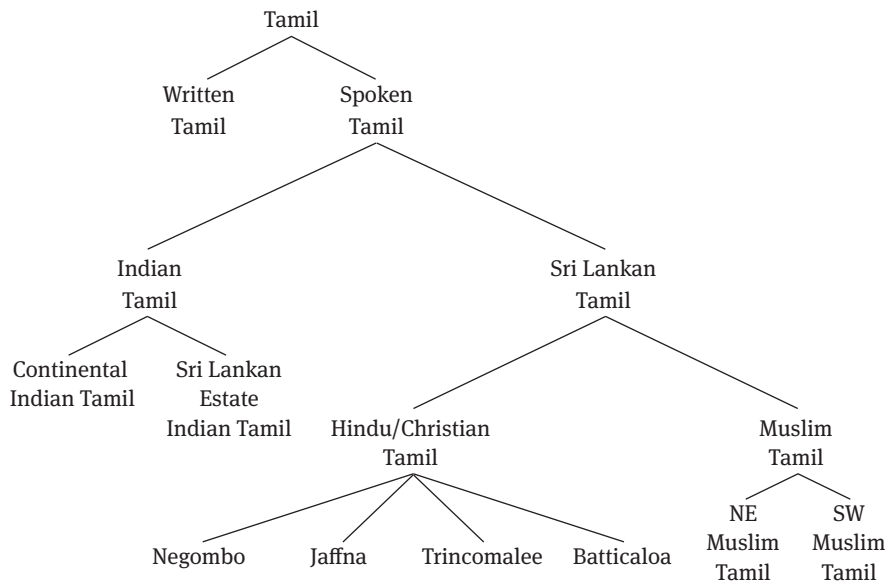 Tamil
Written
Tamil
Spoken
Tamil
Indian
Tamil
Sri Lankan
Tamil
Continental
Indian Tamil
Sri Lankan
Estate
Indian Tamil
Hindu/Christian
Tamil
Muslim
Tamil
Negombo
Jaffna
Trincomalee
Batticaloa
NE
Muslim
Tamil
SW
Muslim
Tamil